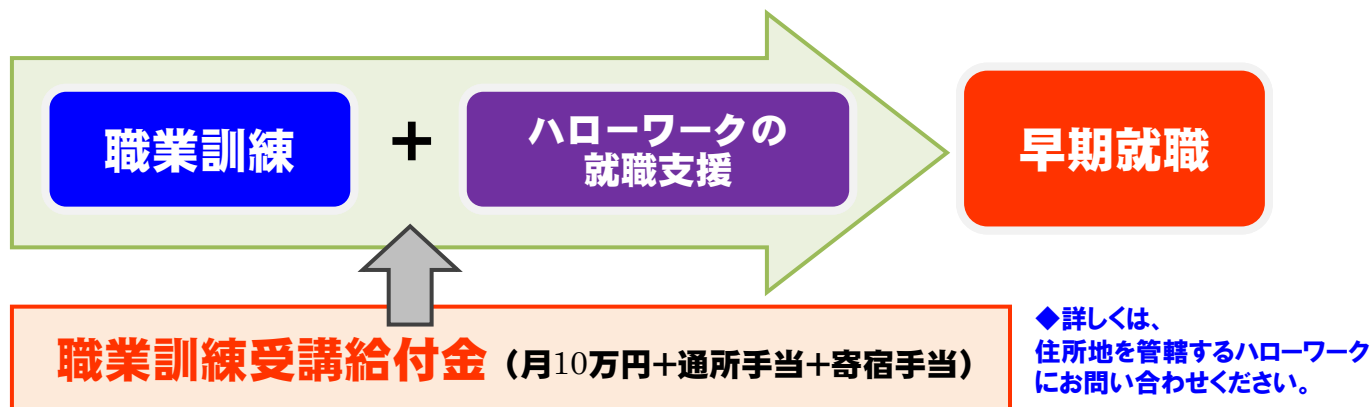 職業訓練
+
ハローワークの
就職支援
早期就職
職業訓練受講給付金（月10万円+通所手当+寄宿手当）
◆詳しくは、
住所地を管轄するハローワーク
にお問い合わせください。